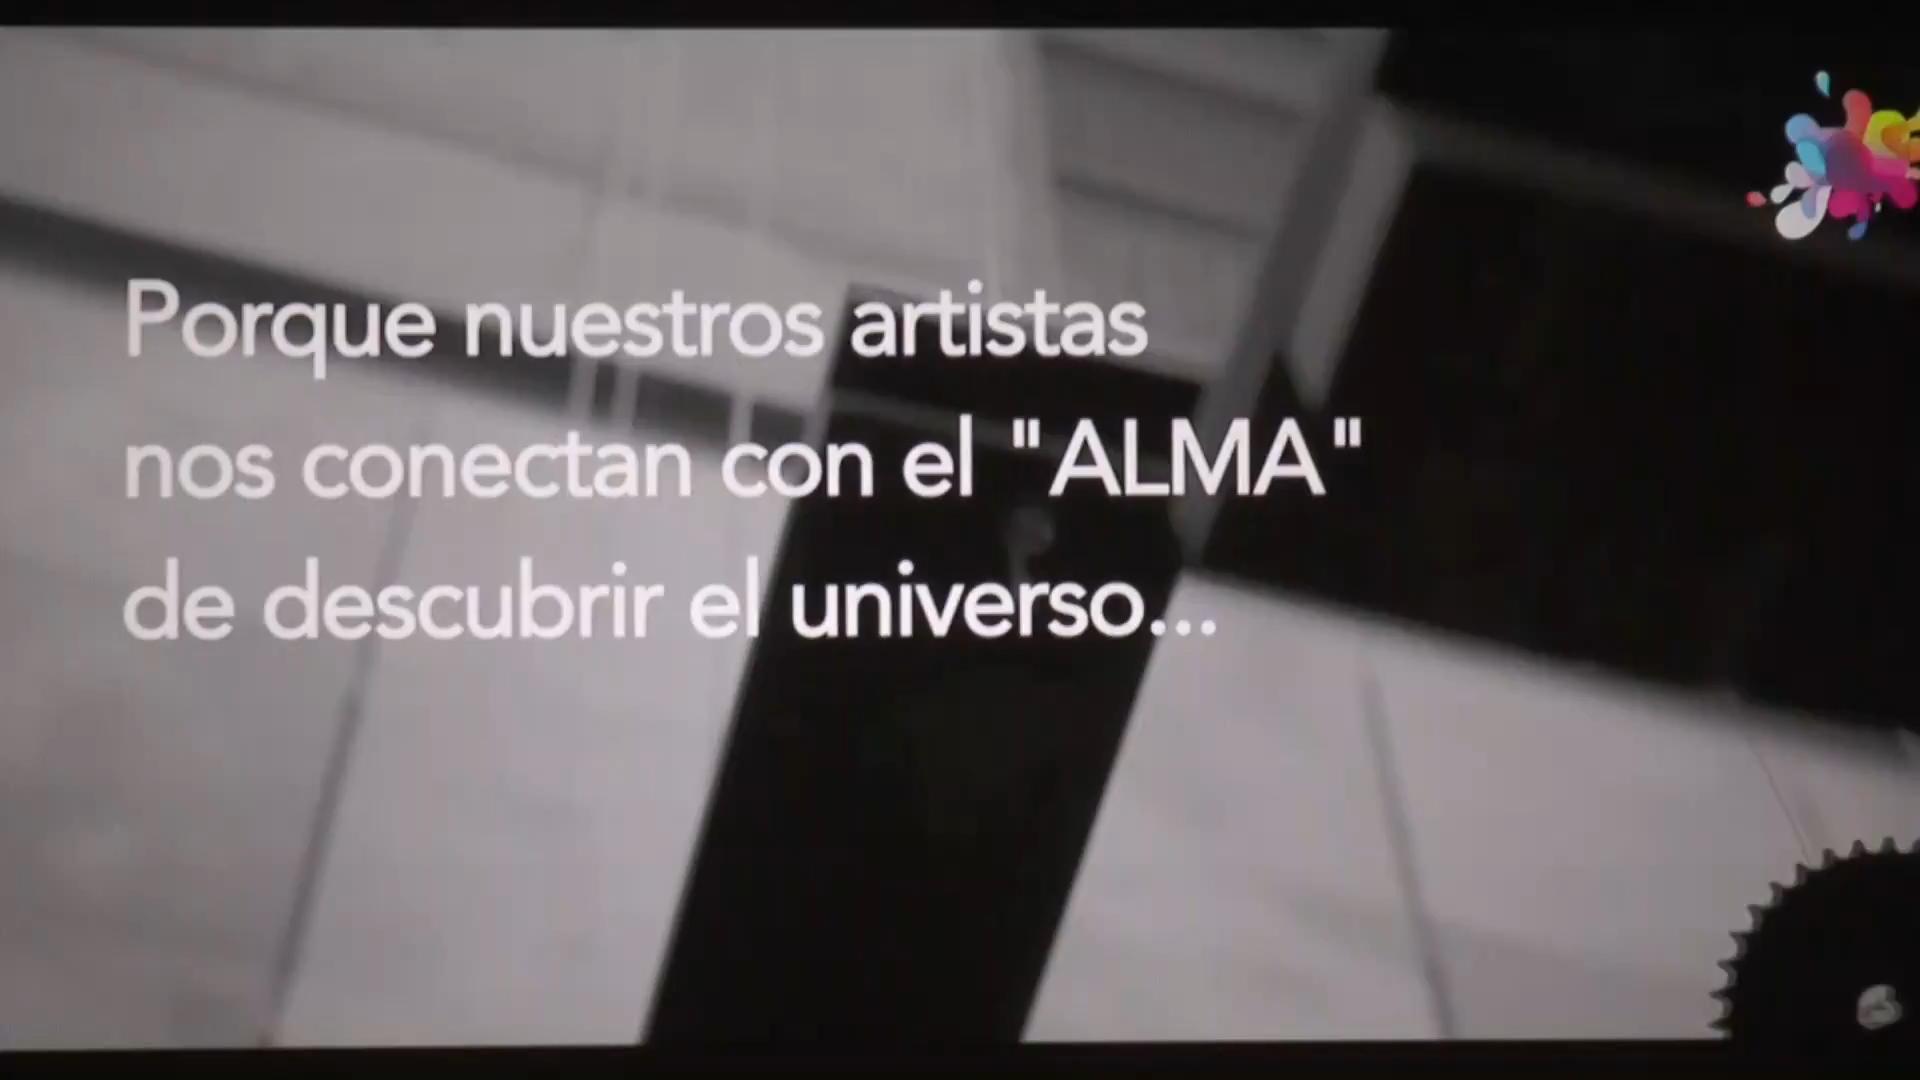 Porque nuestros artistas
nos conectan con el "ALMA"
de descubrir el universo...